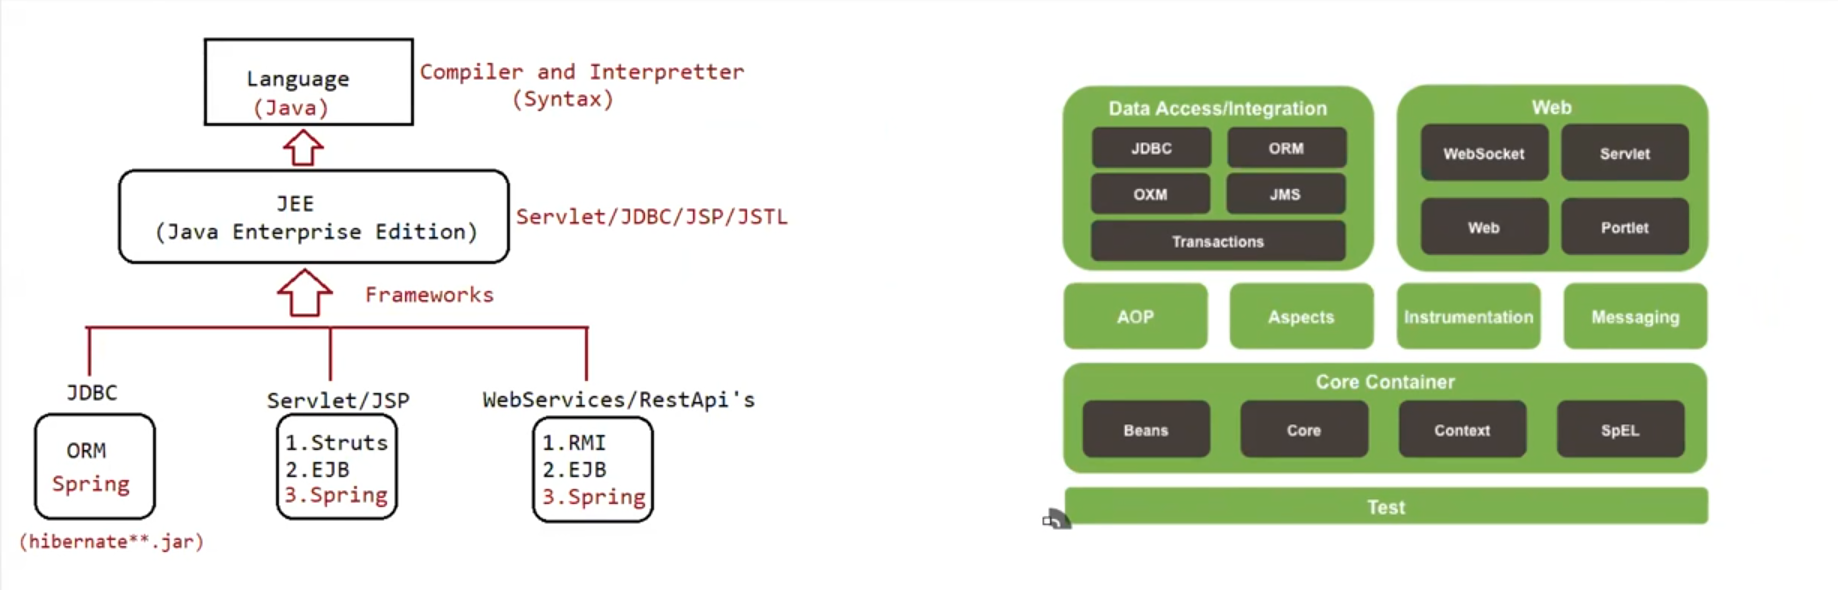 Language
(Java)
Compiler and Interpretter
(Syntax)
JEE
(Java Enterprise Edition)
Servlet/JDBC/JSP/JSTL
Frameworks
JDBC
ORM
Spring
(hibernate**.jar)
Servlet/JSP
1.Struts
2.EJB
3.Spring
WebServices/RestApi's
1.RMI
2.EJB
3.Spring
Data Access/Integration
JDBC
ORM
OXM
JMS
Transactions
Web
WebSocket
Servlet
Web
Portlet
AOP
Aspects
Instrumentation
Messaging
Core Container
Beans
Core
Context
SpEL
Test